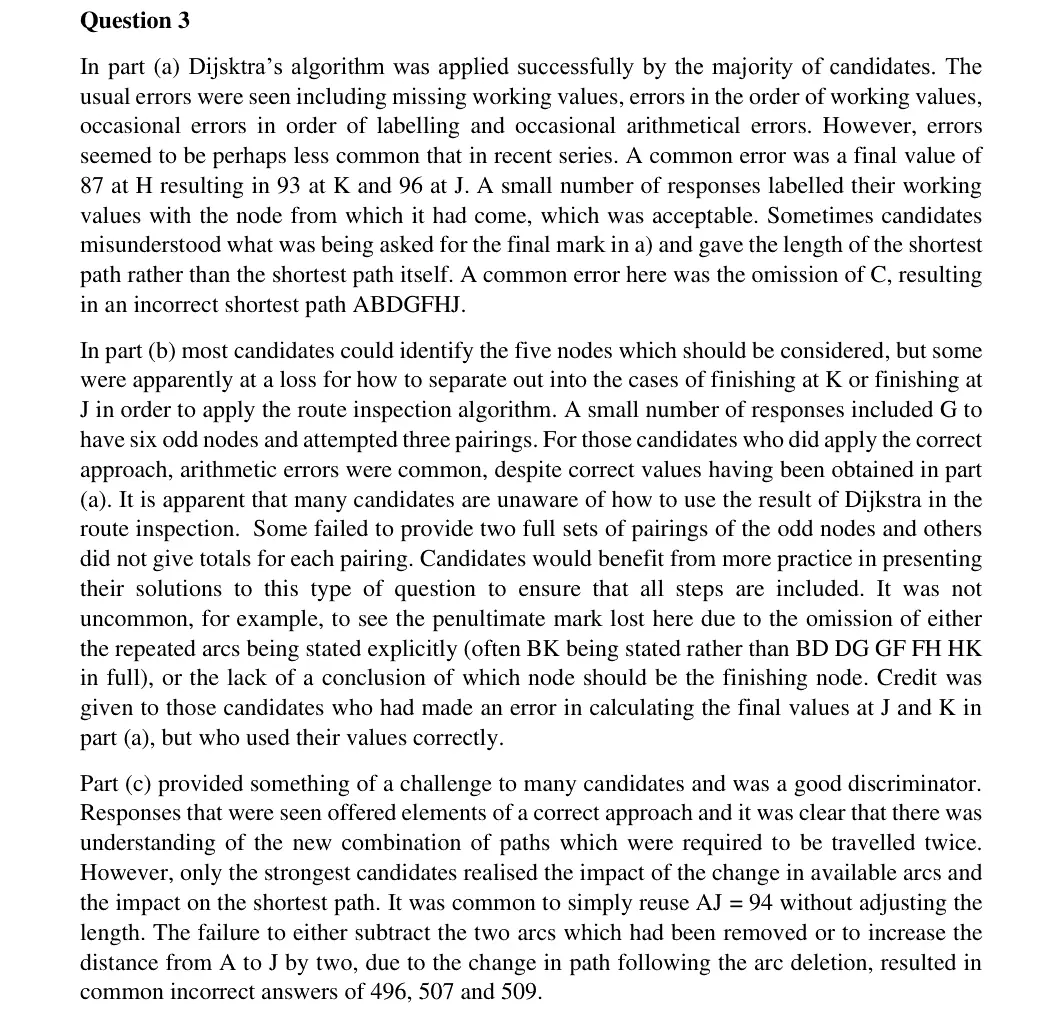 Question 3
In part (a) Dijsktra’s algorithm was applied successfully by the majority of candidates. The
usual errors were seen including missing working values, errors in the order of working values,
occasional errors in order of labelling and occasional arithmetical errors. However, errors
seemed to be perhaps less common that in recent series. A common error was a final value of
87 at H resulting in 93 at K and 96 at J. A small number of responses labelled their working
values with the node from which it had come, which was acceptable. Sometimes candidates
misunderstood what was being asked for the final mark in a) and gave the length of the shortest
path rather than the shortest path itself. A common error here was the omission of C, resulting
in an incorrect shortest path ABDGFHJ.
In part (b) most candidates could identify the five nodes which should be considered, but some
were apparently at a loss for how to separate out into the cases of finishing at K or finishing at
J in order to apply the route inspection algorithm. A small number of responses included G to
have six odd nodes and attempted three pairings. For those candidates who did apply the correct
approach, arithmetic errors were common, despite correct values having been obtained in part
(a). It is apparent that many candidates are unaware of how to use the result of Dijkstra in the
route inspection.  Some failed to provide two full sets of pairings of the odd nodes and others
did not give totals for each pairing. Candidates would benefit from more practice in presenting
their solutions to this type of question to ensure that all steps are included. It was not
uncommon, for example, to see the penultimate mark lost here due to the omission of either
the repeated arcs being stated explicitly (often BK being stated rather than BD DG GF FH HK
in full), or the lack of a conclusion of which node should be the finishing node. Credit was
given to those candidates who had made an error in calculating the final values at J and K in
part (a), but who used their values correctly.
Part (c) provided something of a challenge to many candidates and was a good discriminator.
Responses that were seen offered elements of a correct approach and it was clear that there was
understanding of the new combination of paths which were required to be travelled twice.
However, only the strongest candidates realised the impact of the change in available arcs and
the impact on the shortest path. It was common to simply reuse AJ = 94 without adjusting the
length. The failure to either subtract the two arcs which had been removed or to increase the
distance from A to J by two, due to the change in path following the arc deletion, resulted in
common incorrect answers of 496, 507 and 509.